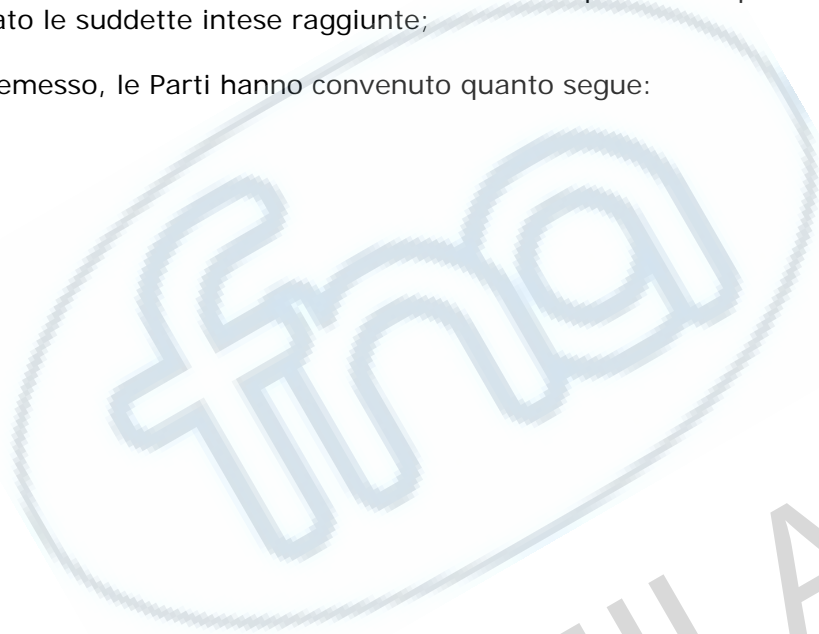 ato le suddette intese raggiunte;
emesso, le Parti hanno convenuto quanto segue:
fna